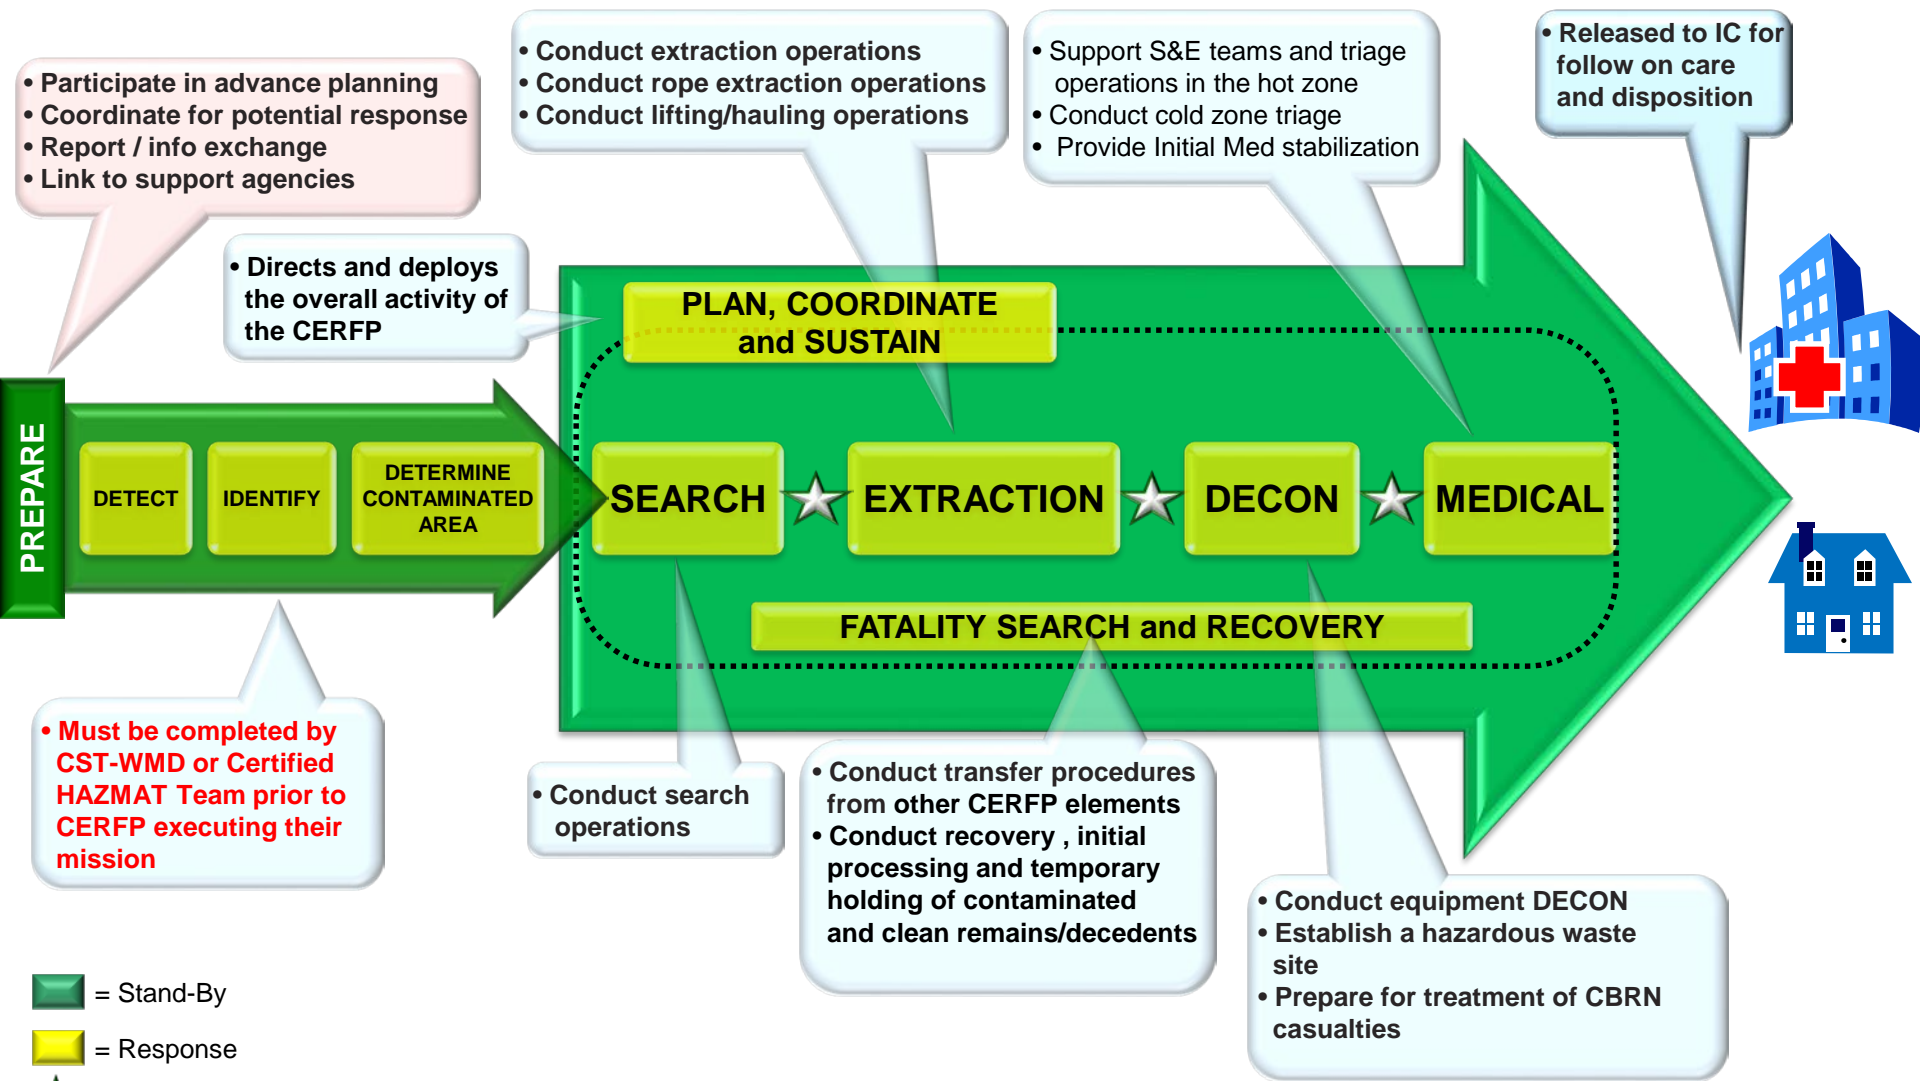 • Participate in advance planning
• Coordinate for potential response
• Report / info exchange
• Link to support agencies
• Conduct extraction operations
• Conduct rope extraction operations
• Conduct lifting/hauling operations
• Support S&E teams and triage
operations in the hot zone
• Conduct cold zone triage
• Provide Initial Med stabilization
• Released to IC for
follow on care
and disposition
• Directs and deploys
the overall activity of
the CERFP
PLAN, COORDINATE
and SUSTAIN
PREPARE
DETECT
IDENTIFY
DETERMINE
CONTAMINATED
AREA
SEARCH
EXTRACTION
DECON
MEDICAL
FATALITY SEARCH and RECOVERY
• Must be completed by
CST-WMD or Certified
HAZMAT Team prior to
CERFP executing their
mission
• Conduct search
operations
• Conduct transfer procedures
from other CERFP elements
• Conduct recovery , initial
processing and temporary
holding of contaminated
and clean remains/decedents
• Conduct equipment DECON
• Establish a hazardous waste
site
• Prepare for treatment of CBRN
casualties
= Stand-By
= Response